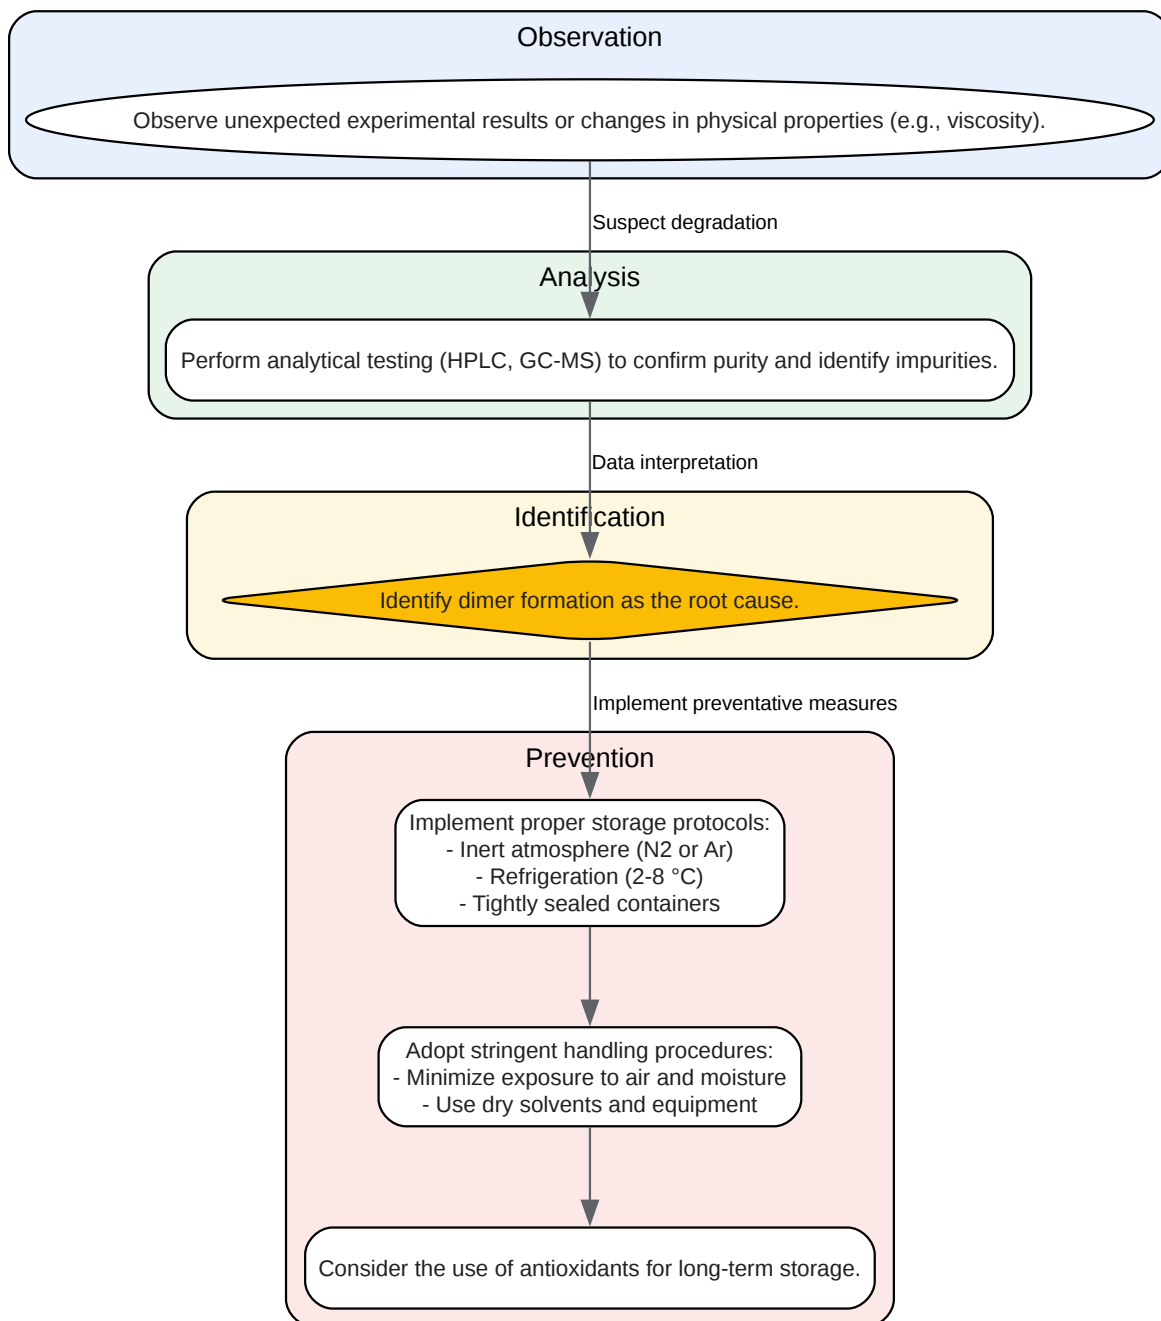 Observation
Observe unexpected experimental results or changes in physical properties (e.g., viscosity).
Suspect degradation
Analysis
Perform analytical testing (HPLC, GC-MS) to confirm purity and identify impurities.
Data interpretation
Identification
Identify dimer formation as the root cause.
Implement preventative measures
Prevention
Implement proper storage protocols:
- Inert atmosphere (N2 or Ar)
- Refrigeration (2-8 °C)
- Tightly sealed containers
Adopt stringent handling procedures:
- Minimize exposure to air and moisture
- Use dry solvents and equipment
Consider the use of antioxidants for long-term storage.